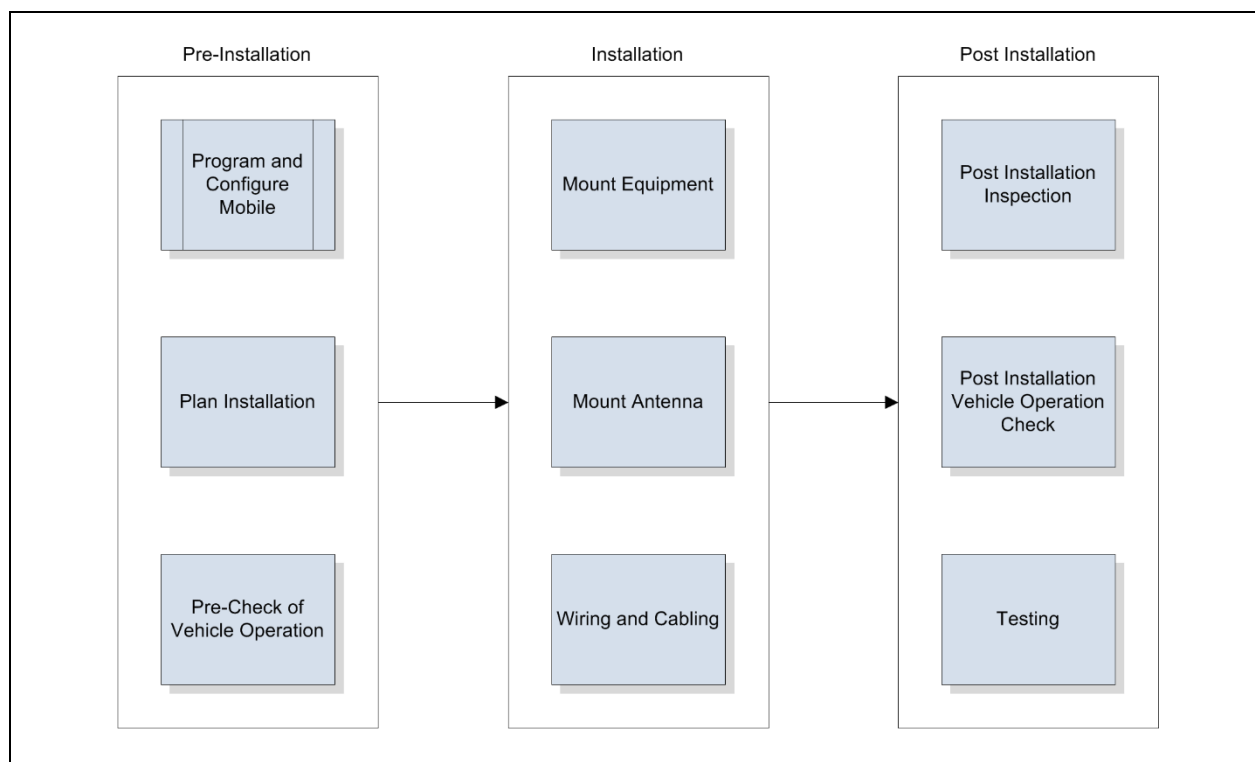 Pre-Installation
Program and
Configure
Mobile
Plan Installation
Pre-Check of
Vehicle Operation
Installation
Mount Equipment
Mount Antenna
Wiring and Cabling
Post Installation
Post Installation
Inspection
Post Installation
Vehicle Operation
Check
Testing